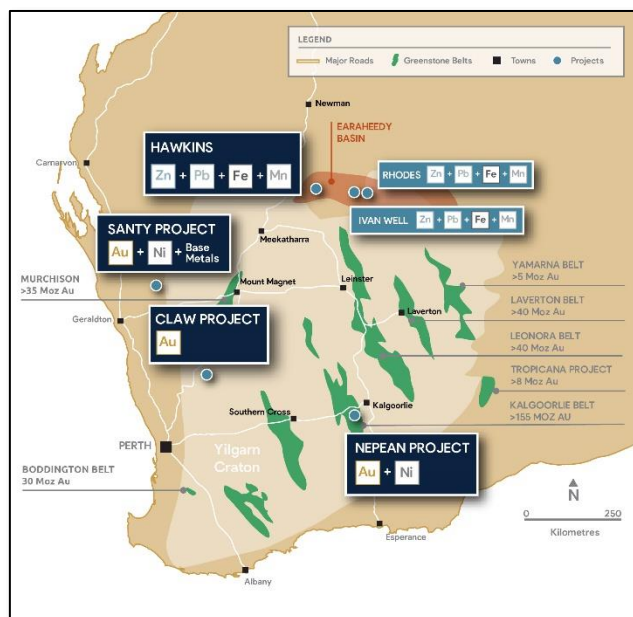 LEGEND
Major Roads
Greenstone Belts
Towns
Projects
Newman
EARAHEEDY
BASIN
HAWKINS
Zn + Pb + Fe + Mn
Carnarvon
RHODES Zn + Pb + Fe + Mn
IVAN WELL Zn + Pb + Fe + Mn
SANTY PROJECT
Au + Ni + Base
Metals
Meekatharra
MURCHISON
>35 Moz Au
Mount Magnet
Leinster
YAMARNA BELT
>5 Moz Au
Laverton
LAVERTON BELT
>40 Moz Au
Geraldton
CLAW PROJECT
Au
LEONORA BELT
>40 Moz Au
TROPICANA PROJECT
>8 Moz Au
Kalgoorlie
KALGOORLIE BELT
>155 MOZ AU
Southern Cross
PERTH
Yilgarn
Craton
NEPEAN PROJECT
Au + Ni
BODDINGTON BELT
30 Moz Au
N
0 250
Kilometres
Esperance
Albany